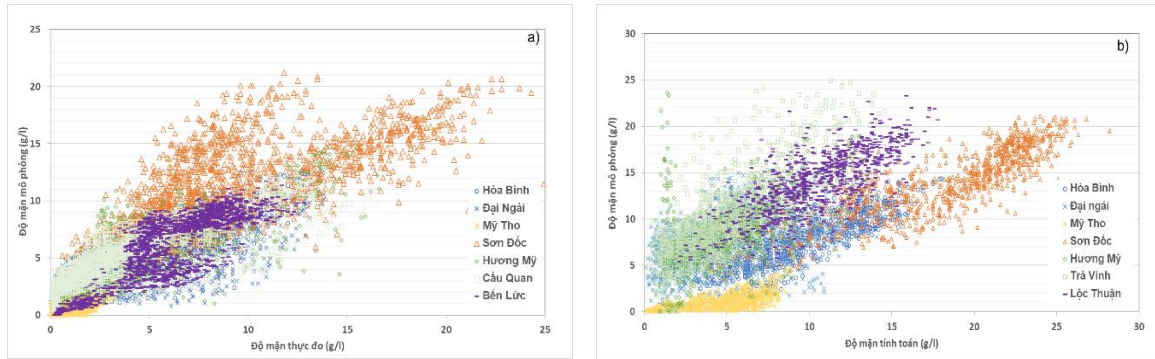 a)
25
20
15
10
5
0
Độ mặn mô phỏng (g/l)
0 5 10 15 20 25
Độ mặn thực đo (g/l)
Hòa Bình
Đại Ngải
Mỹ Tho
Sơn Đốc
Hương Mỹ
Cầu Quan
Bến Lức
b)
30
25
20
15
10
5
0
Độ mặn mô phỏng (g/l)
0 5 10 15 20 25 30
Độ mặn tính toán (g/l)
Hòa Bình
Đại ngải
Mỹ Tho
Sơn Đốc
Hương Mỹ
Trà Vinh
Lộc Thuận